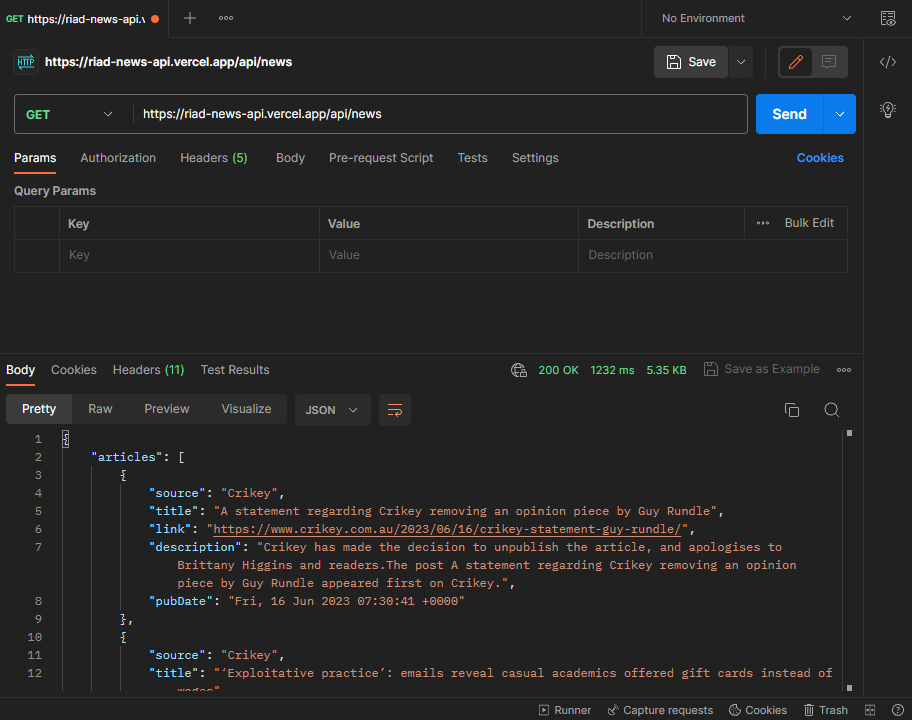 GET https://riad-news-api.v
No Environment
HTTP https://riad-news-api.vercel.app/api/news
Save
GET https://riad-news-api.vercel.app/api/news
Send
Params Authorization Headers (5) Body Pre-request Script Tests Settings Cookies
Query Params
Key Value Description Bulk Edit
Key Value Description
Body Cookies Headers (11) Test Results 200 OK 1232 ms 5.35 KB Save as Example
Pretty Raw Preview Visualize JSON
1 {
2 "articles": [
3 {
4 "source": "Crikey",
5 "title": "A statement regarding Crikey removing an opinion piece by Guy Rundle",
6 "link": "https://www.crikey.com.au/2023/06/16/crikey-statement-guy-rundle/",
7 "description": "Crikey has made the decision to unpublish the article, and apologises to
Brittany Higgins and readers.The post A statement regarding Crikey removing an opinion
piece by Guy Rundle appeared first on Crikey.",
8 "pubDate": "Fri, 16 Jun 2023 07:30:41 +0000"
9 },
10 {
11 "source": "Crikey",
12 "title": "‘Exploitative practice’: emails reveal casual academics offered gift cards instead of
wages"
Runner Capture requests Cookies Trash